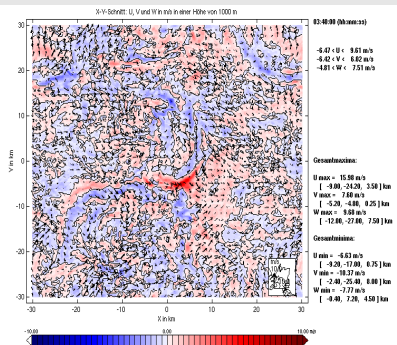 X-Y-Schnitt: U, V und W in m/s in einer Höhe von 1000 m
03:40:00 (hh:mm:ss)
-6.47 < U < 9.61 m/s
-6.42 < V < 6.02 m/s
-4.81 < W < 7.51 m/s
Gesamtmaxima:
U max = 15.98 m/s
[ -9.00,-24.20, 3.50 ] km
V max = 7.60 m/s
[ -5.20, -4.80, 0.25 ] km
W max = 9.60 m/s
[ -12.00,-27.00, 7.50 ] km
Gesamtminima:
U min = -6.63 m/s
[ -9.20,-17.00, 0.75 ] km
V min = -10.37 m/s
[ -2.40,-25.40, 8.00 ] km
W min = -7.77 m/s
[ -0.40, 7.20, 4.50 ] km
30
20
10
0
-10
-20
-30
Y in km
-30
-20
-10
0
10
20
30
X in km
m/s
-10.00
0.00
10.00 m/s